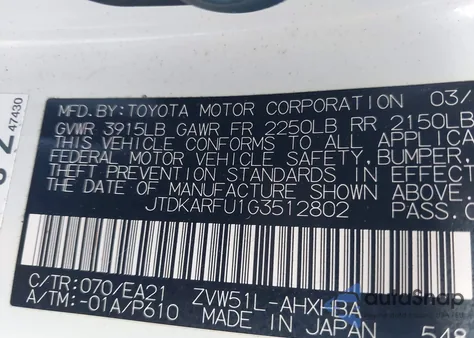 MFD.BY:TOYOTA MOTOR CORPORATION 03/
GVWR 3915LB GAWR FR 2250LB RR 2150LB
THIS VEHICLE CONFORMS TO ALL APPLICA
FEDERAL MOTOR VEHICLE SAFETY,BUMPER,
THEFT PREVENTION STANDARDS IN EFFECT
THE DATE OF MANUFACTURE SHOWN ABOVE.
JTDKARFU1G3512802 PASS.C
C/TR:070/EA21 ZVW51L-AHXHBA
A/TM:-01A/P610 MADE IN JAPAN 548
47430
autoSnap